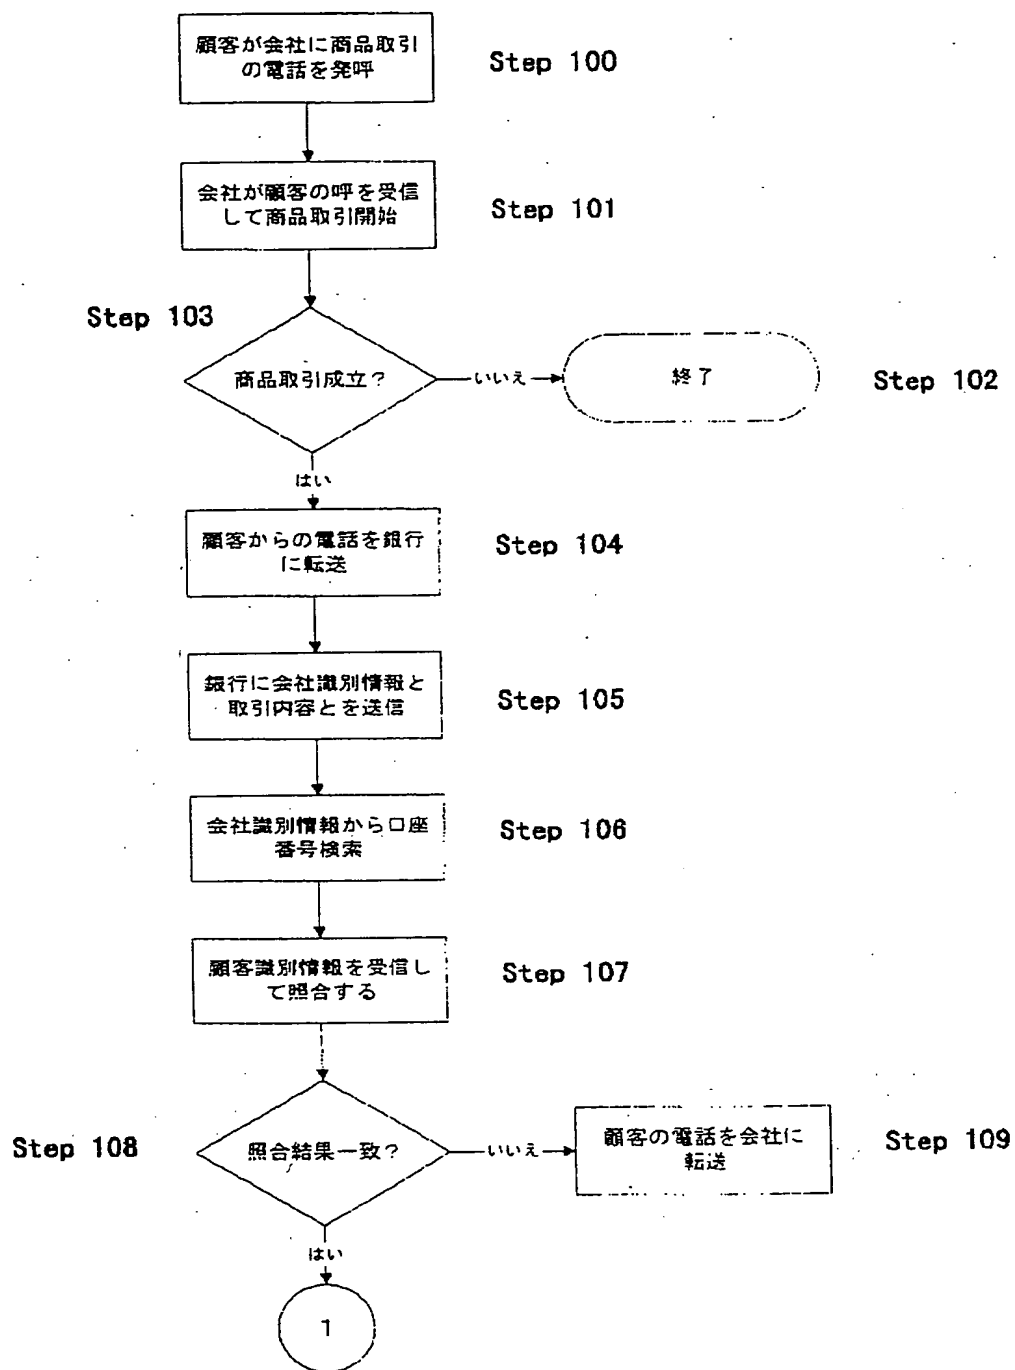 顧客が会社に商品取引
の電話を発呼
Step 100
会社が顧客の呼を受信
して商品取引開始
Step 101
Step 103
商品取引成立?
いいえ
終了
Step 102
はい
顧客からの電話を銀行
に転送
Step 104
銀行に会社識別情報と
取引内容とを送信
Step 105
会社識別情報から口座
番号検索
Step 106
顧客識別情報を受信し
て照合する
Step 107
Step 108
照合結果一致?
いいえ
顧客の電話を会社に
転送
Step 109
はい
1